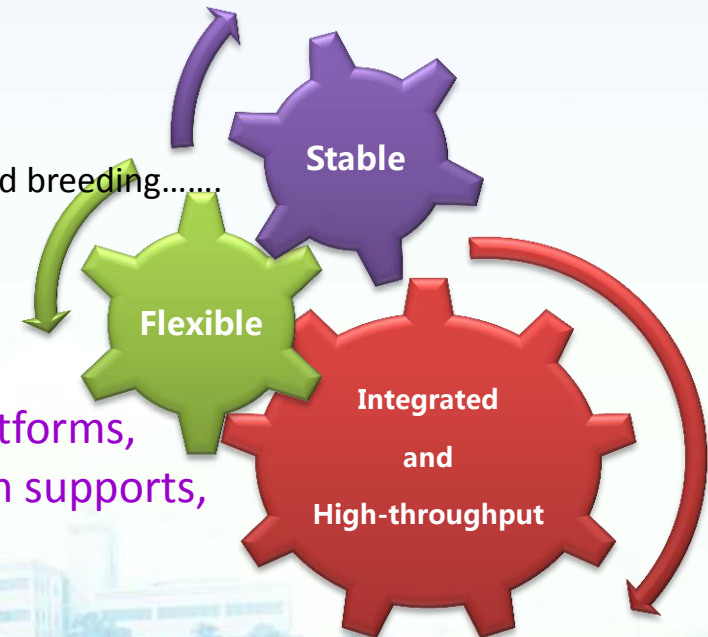 Stable
d breeding.......
Flexible
Integrated
and
High-throughput
tforms,
n supports,